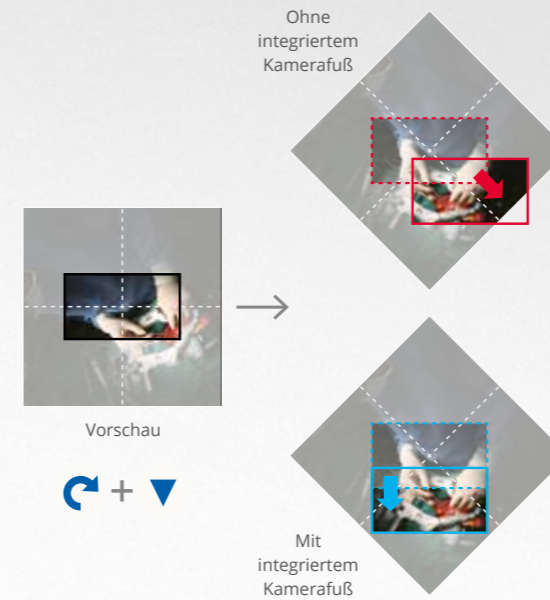 Ohne
integriertem
Kamerafuß
Vorschau
Mit
integriertem
Kamerafuß